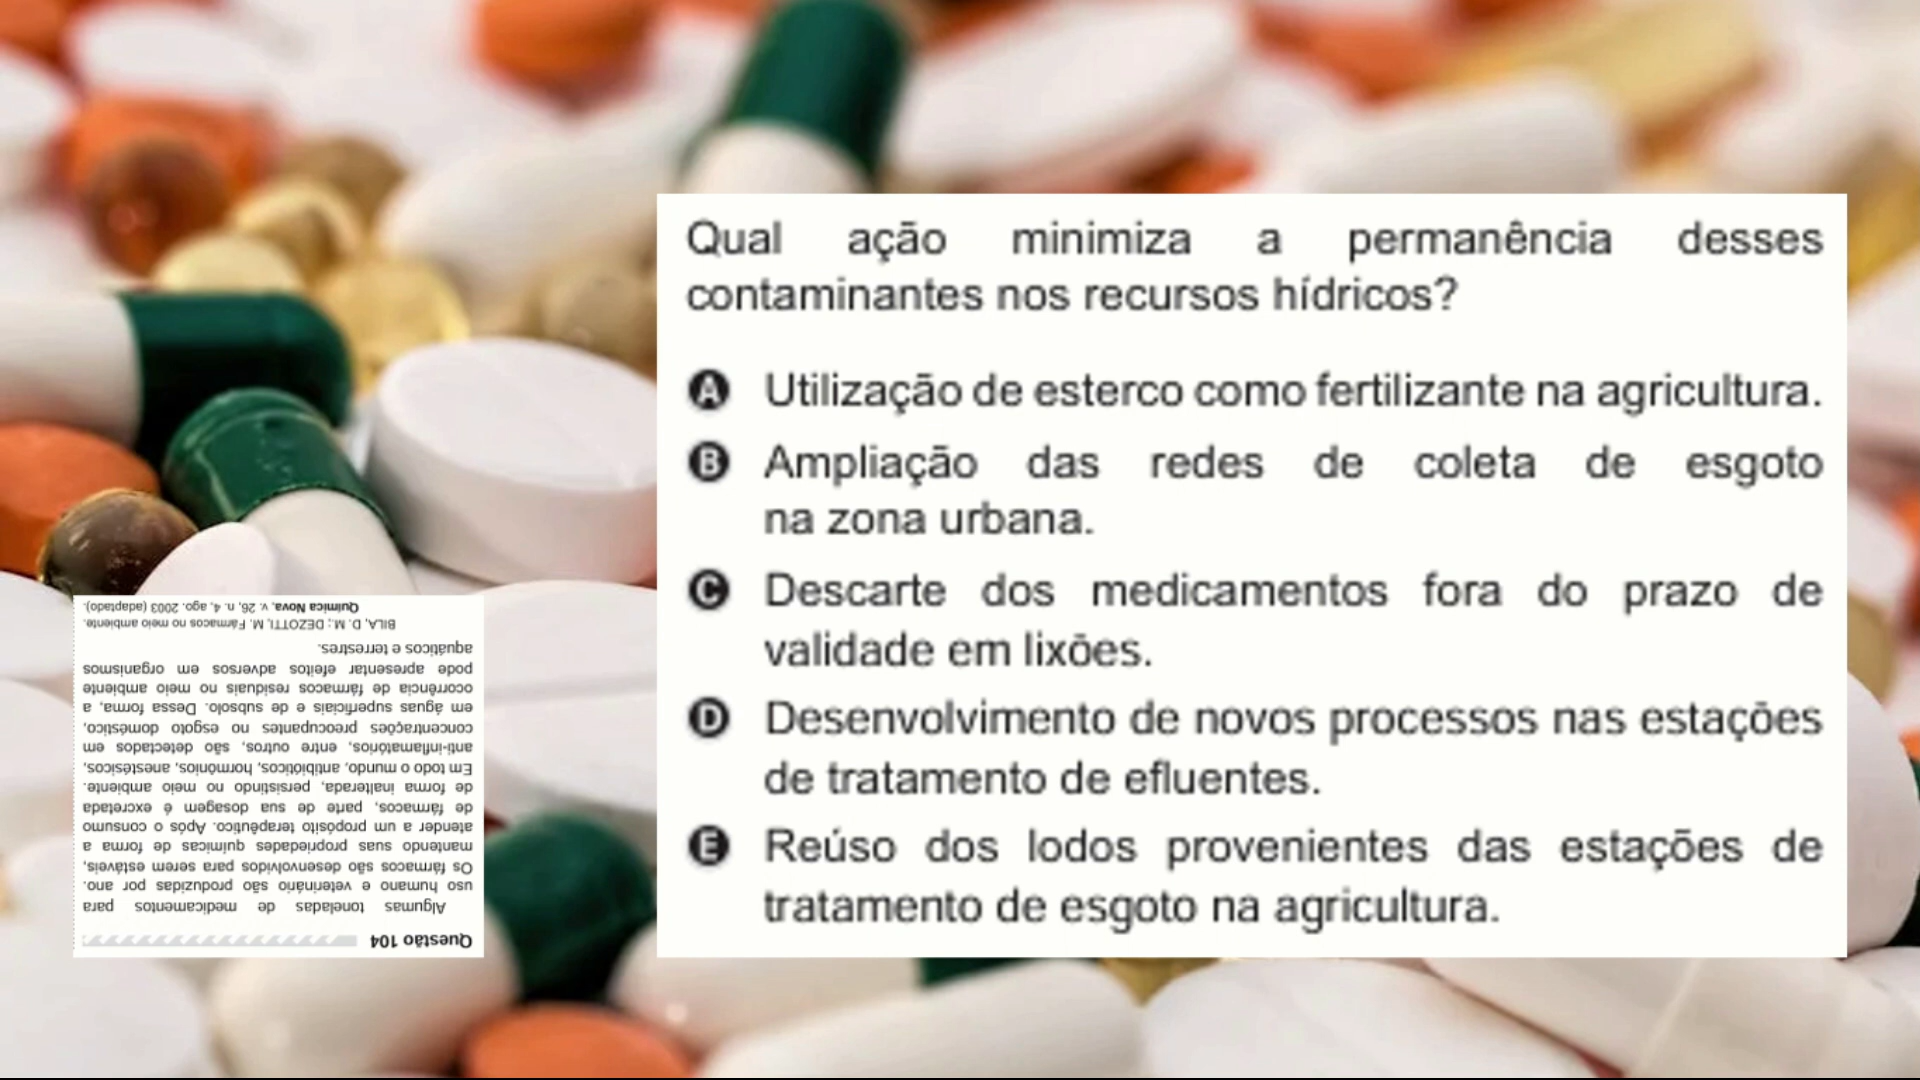 Questão 104
Algumas toneladas de medicamentos para
uso humano e veterinário são produzidas por ano.
Os fármacos são desenvolvidos para serem estáveis,
mantendo suas propriedades químicas de forma a
atender a um propósito terapêutico. Após o consumo
de fármacos, parte de sua dosagem é excretada
de forma inalterada, persistindo no meio ambiente.
Em todo o mundo, antibióticos, hormônios, anestésicos,
anti-inflamatórios, entre outros, são detectados em
concentrações preocupantes no esgoto doméstico,
em águas superficiais e de subsolo. Dessa forma, a
ocorrência de fármacos residuais no meio ambiente
pode apresentar efeitos adversos em organismos
aquáticos e terrestres.
BILA, D. M.; DEZOTTI, M. Fármacos no meio ambiente.
Química Nova, v. 26, n. 4, ago. 2003 (adaptado).
Qual ação minimiza a permanência desses
contaminantes nos recursos hídricos?
A Utilização de esterco como fertilizante na agricultura.
B Ampliação das redes de coleta de esgoto
na zona urbana.
C Descarte dos medicamentos fora do prazo de
validade em lixões.
D Desenvolvimento de novos processos nas estações
de tratamento de efluentes.
E Reúso dos lodos provenientes das estações de
tratamento de esgoto na agricultura.